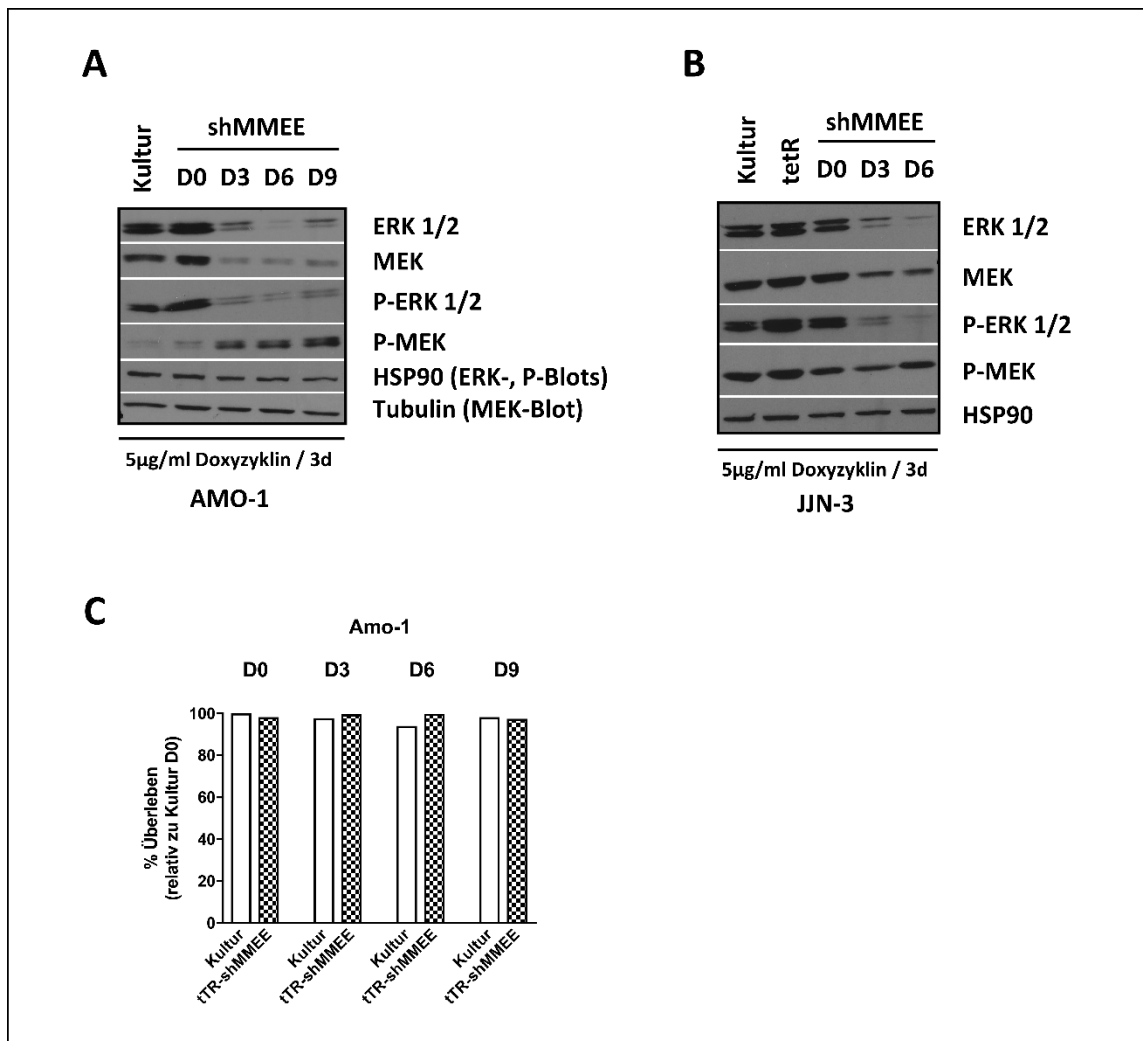 A
shMMEE
Kultur
D0 D3 D6 D9
ERK 1/2
MEK
P-ERK 1/2
P-MEK
HSP90 (ERK-, P-Blots)
Tubulin (MEK-Blot)
5µg/ml Doxyzyklin / 3d
AMO-1
B
shMMEE
Kultur
tetR
D0 D3 D6
ERK 1/2
MEK
P-ERK 1/2
P-MEK
HSP90
5µg/ml Doxyzyklin / 3d
JJN-3
C
Amo-1
D0 D3 D6 D9
% Überleben
(relativ zu Kultur D0)
100
80
60
40
20
0
Kultur
tTR-shMMEE
Kultur
tTR-shMMEE
Kultur
tTR-shMMEE
Kultur
tTR-shMMEE